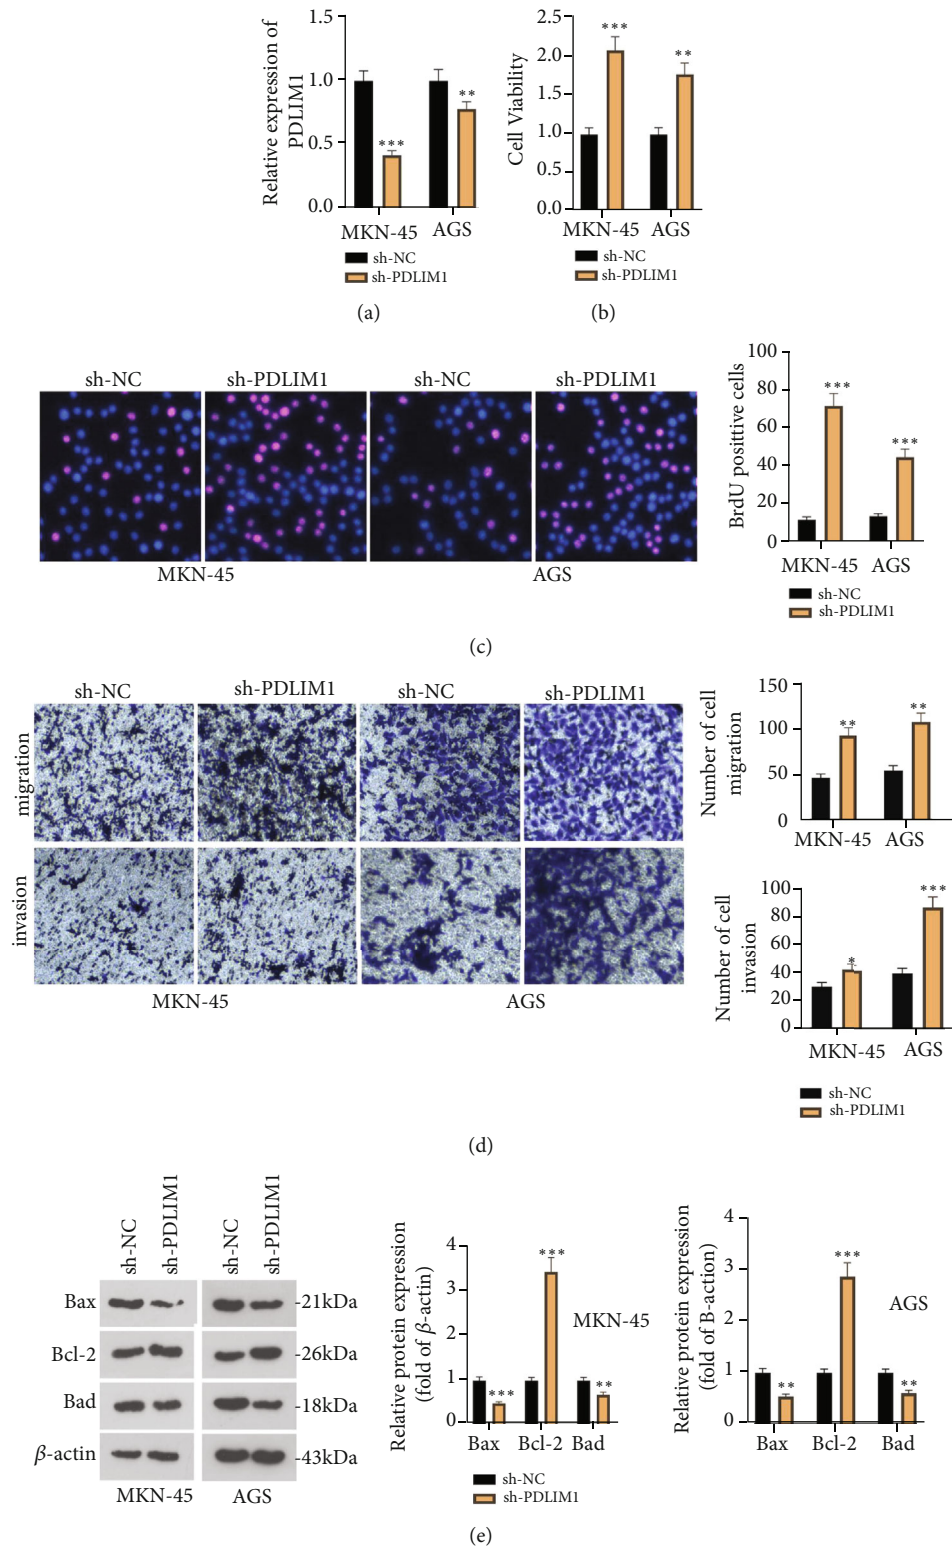 Relative expression of
PDLIM1
1.5
1.0
0.5
0.0
***
**
MKN-45 AGS
sh-NC
sh-PDLIM1
(a)
Cell Viability
2.5
2.0
1.5
1.0
0.5
0.0
***
**
MKN-45 AGS
sh-NC
sh-PDLIM1
(b)
sh-NC sh-PDLIM1 sh-NC sh-PDLIM1
MKN-45 AGS
BrdU posittive cells
100
80
60
40
20
0
***
***
MKN-45 AGS
sh-NC
sh-PDLIM1
(c)
sh-NC sh-PDLIM1 sh-NC sh-PDLIM1
migration
invasion
MKN-45 AGS
Number of cell
migration
150
100
50
0
**
**
MKN-45 AGS
Number of cell
invasion
100
80
60
40
20
0
*
***
MKN-45 AGS
sh-NC
sh-PDLIM1
(d)
sh-NC sh-PDLIM1 sh-NC sh-PDLIM1
Bax -21kDa
Bcl-2 -26kDa
Bad -18kDa
β-actin -43kDa
MKN-45 AGS
Relative protein expression
(fold of β-actin)
4
3
2
1
0
***
***
**
MKN-45
Bax Bcl-2 Bad
sh-NC
sh-PDLIM1
Relative protein expression
(fold of B-action)
4
3
2
1
0
**
***
**
AGS
Bax Bcl-2 Bad
sh-NC
sh-PDLIM1
(e)